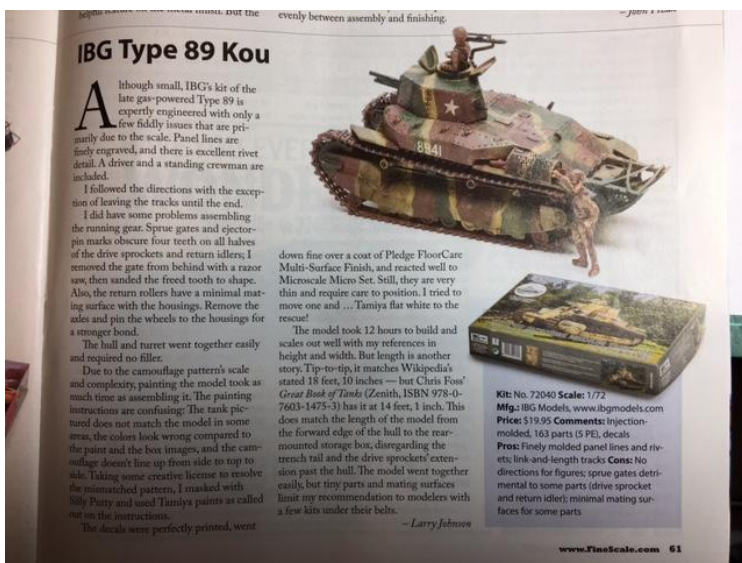 evenly between assembly and finishing.
IBG Type 89 Kou
Although small, IBG's kit of the
late gas-powered Type 89 is
expertly engineered with only a
few fiddly issues that are pri-
marily due to the scale. Panel lines are
finely engraved, and there is excellent rivet
detail. A driver and a standing crewman are
included.
I followed the directions with the excep-
tion of leaving the tracks until the end.
I did have some problems assembling
the running gear. Sprue gates and ejector-
pin marks obscure four teeth on all halves
of the drive sprockets and return idlers; I
removed the gate from behind with a razor
saw, then sanded the freed tooth to shape.
Also, the return rollers have a minimal mat-
ing surface with the housings. Remove the
axles and pin the wheels to the housings for
a stronger bond.
The hull and turret went together easily
and required no filler.
Due to the camouflage pattern's scale
and complexity, painting the model took as
much time as assembling it. The painting
instructions are confusing: The tank pic-
tured does not match the model in some
areas, the colors look wrong compared to
the paint and the box images, and the cam-
ouflage doesn't line up from side to top to
side. Taking some creative license to resolve
the mismatched pattern, I masked with
Silly Putty and used Tamiya paints as called
out on the instructions.
The decals were perfectly printed, went
8941
down fine over a coat of Pledge FloorCare
Multi-Surface Finish, and reacted well to
Microscale Micro Set. Still, they are very
thin and require care to position. I tried to
move one and … Tamiya flat white to the
rescue!
The model took 12 hours to build and
scales out well with my references in
height and width. But length is another
story. Tip-to-tip, it matches Wikipedia's
stated 18 feet, 10 inches — but Chris Foss'
Great Book of Tanks (Zenith, ISBN 978-0-
7603-1475-3) has it at 14 feet, 1 inch. This
does match the length of the model from
the forward edge of the hull to the rear-
mounted storage box, disregarding the
trench tail and the drive sprockets' exten-
sion past the hull. The model went together
easily, but tiny parts and mating surfaces
limit my recommendation to modelers with
a few kits under their belts.
– Larry Johnson
Kit: No. 72040 Scale: 1/72
Mfg.: IBG Models, www.ibgmodels.com
Price: $19.95 Comments: Injection-
molded, 163 parts (5 PE), decals
Pros: Finely molded panel lines and riv-
ets; link-and-length tracks Cons: No
directions for figures; sprue gates detri-
mental to some parts (drive sprocket
and return idler); minimal mating sur-
faces for some parts
www.FineScale.com 61